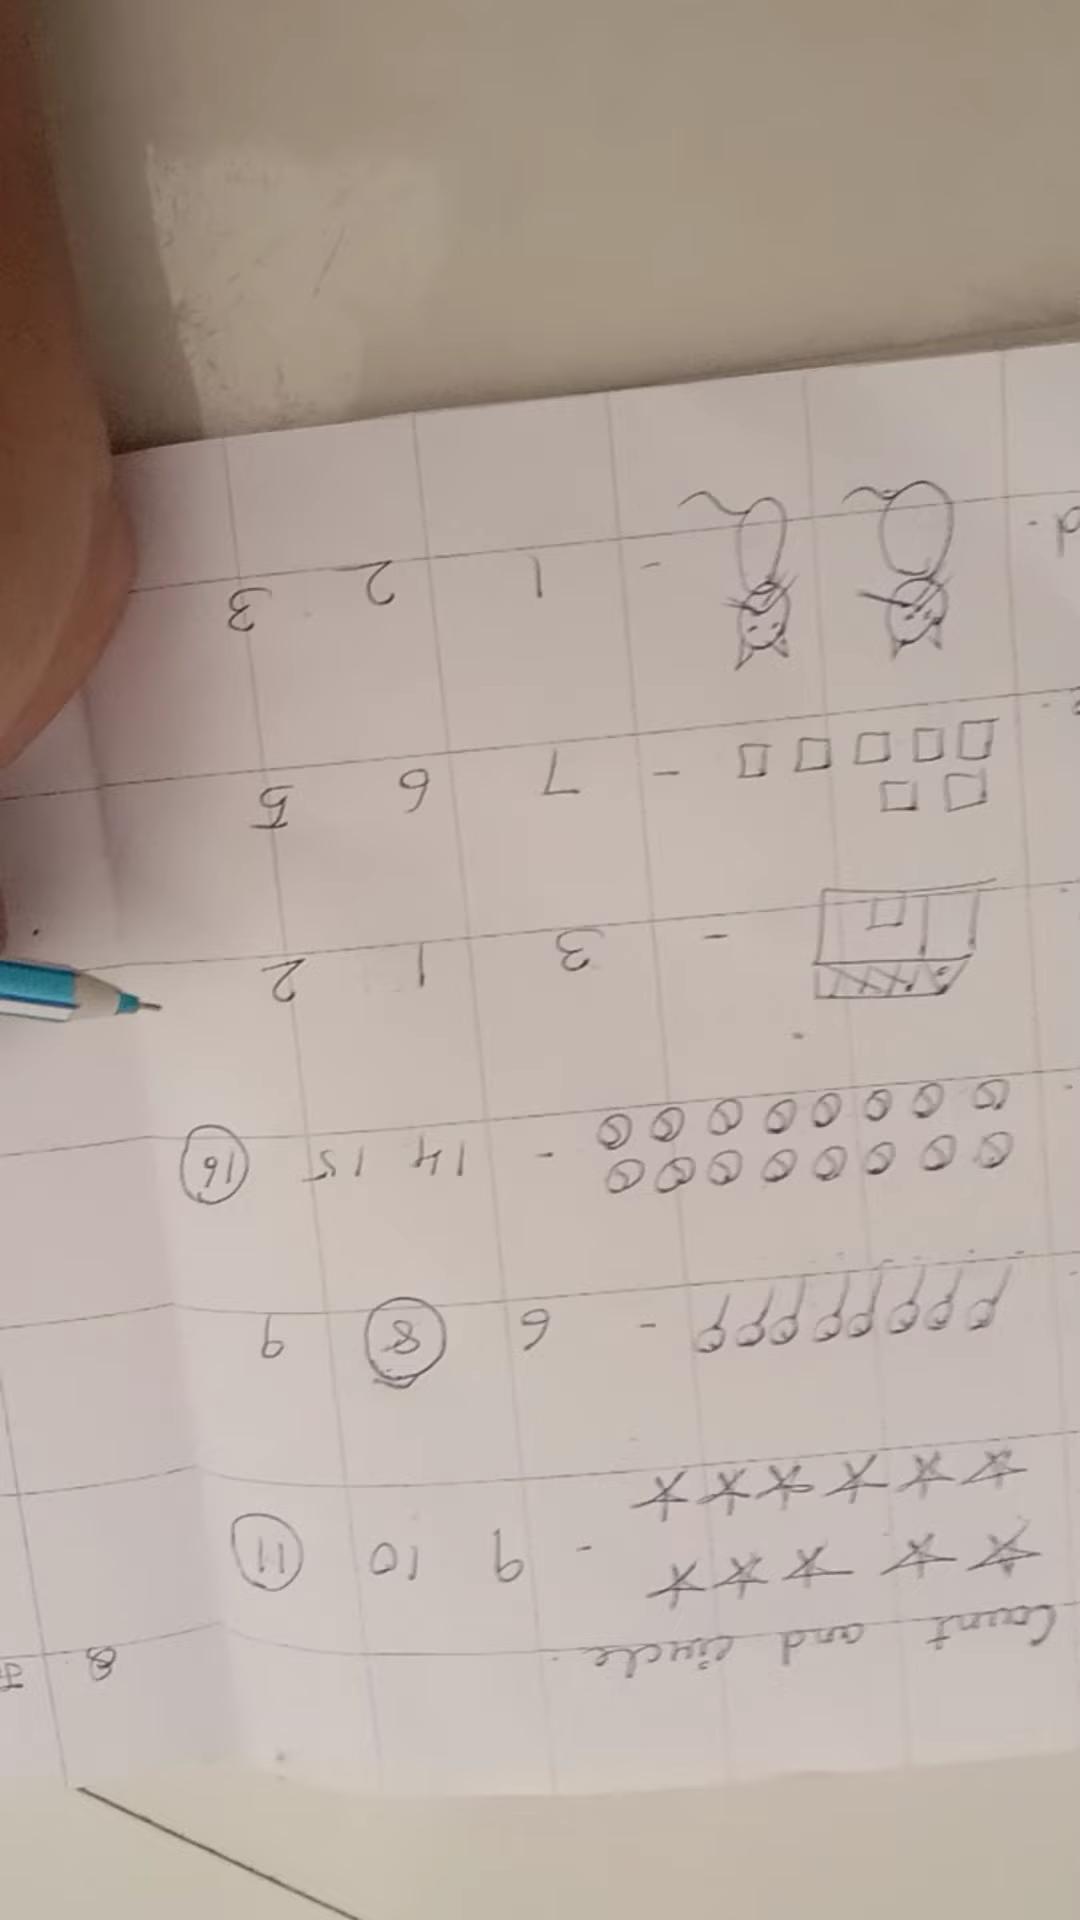 Count and circle.
- 9 10 11
- 6 8 9
- 14 15 16
- 3 1 2
- 7 6 5
d. - 1 2 3
8